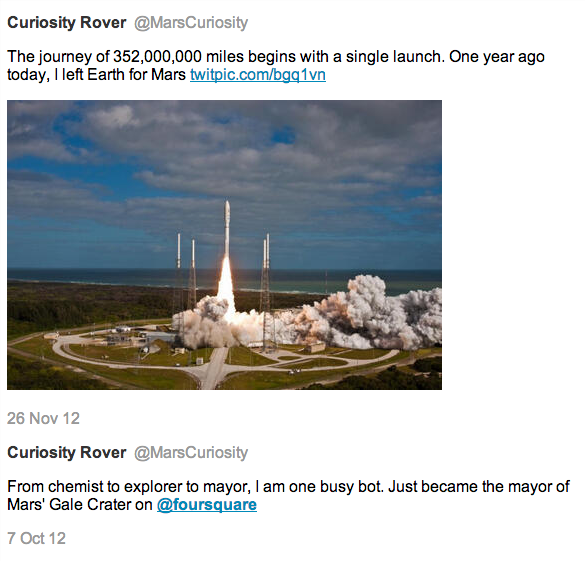 Curiosity Rover @MarsCuriosity
The journey of 352,000,000 miles begins with a single launch. One year ago
today, I left Earth for Mars twitpic.com/bgq1vn
26 Nov 12
Curiosity Rover @MarsCuriosity
From chemist to explorer to mayor, I am one busy bot. Just became the mayor of
Mars' Gale Crater on @foursquare
7 Oct 12